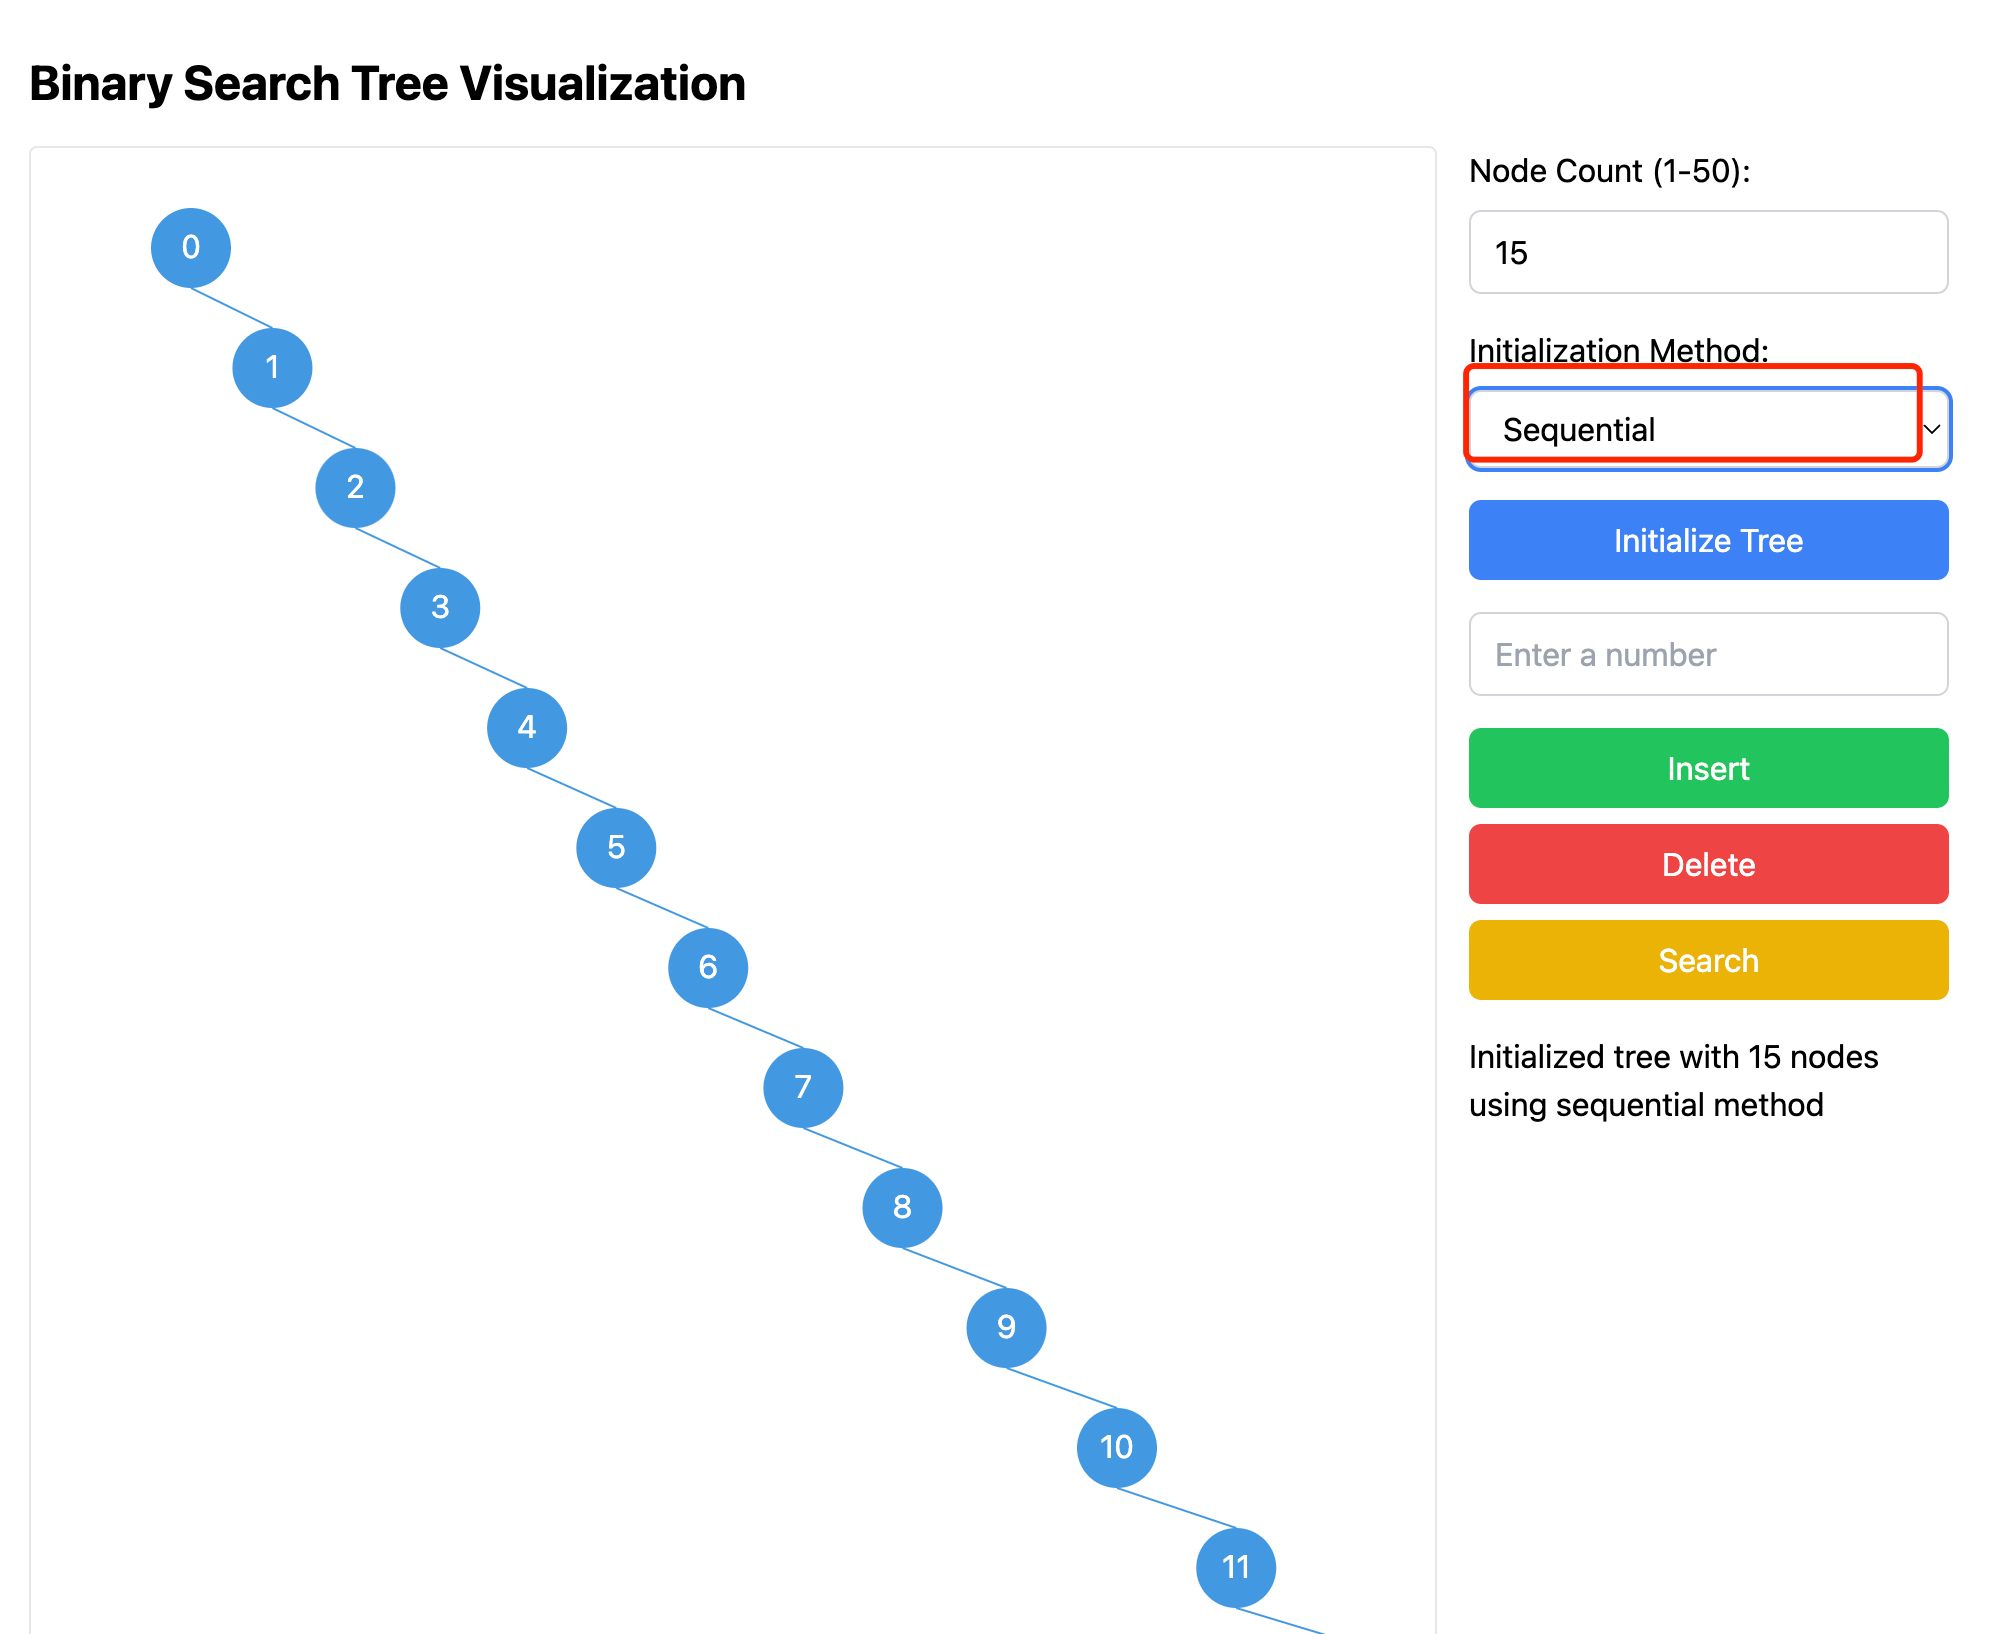 Binary Search Tree Visualization
0
1
2
3
4
5
6
7
8
9
10
11
Node Count (1-50):
15
Initialization Method:
Sequential
Initialize Tree
Enter a number
Insert
Delete
Search
Initialized tree with 15 nodes
using sequential method